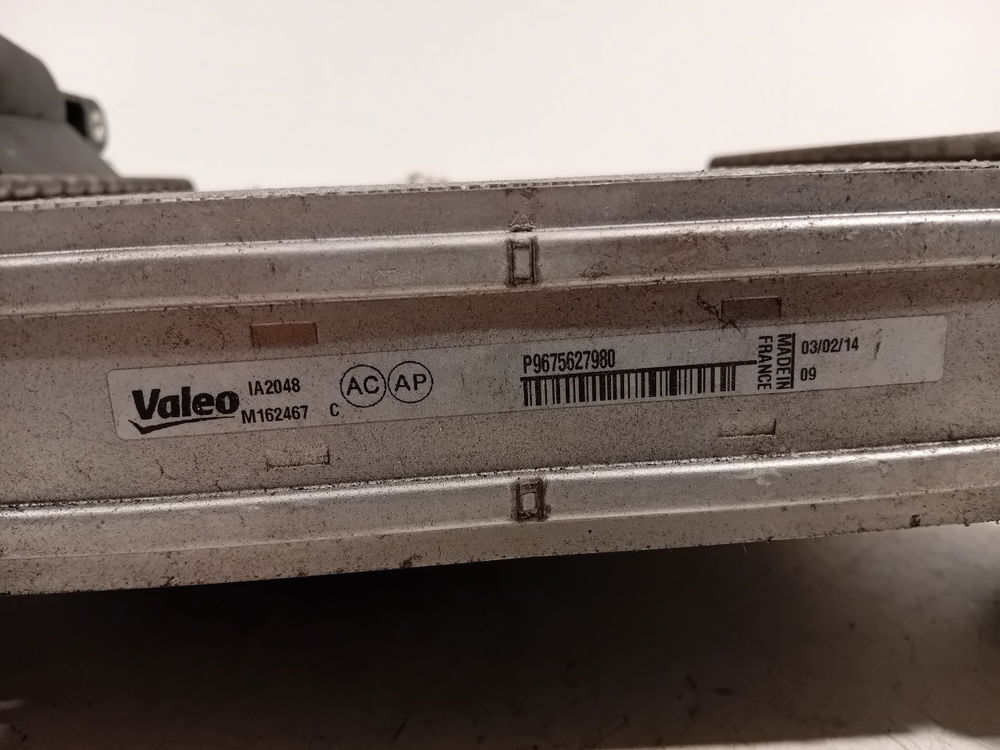 Valeo
IA2048
M162467 C
AC AP
P9675627980
MADE IN
FRANCE
03/02/14
09